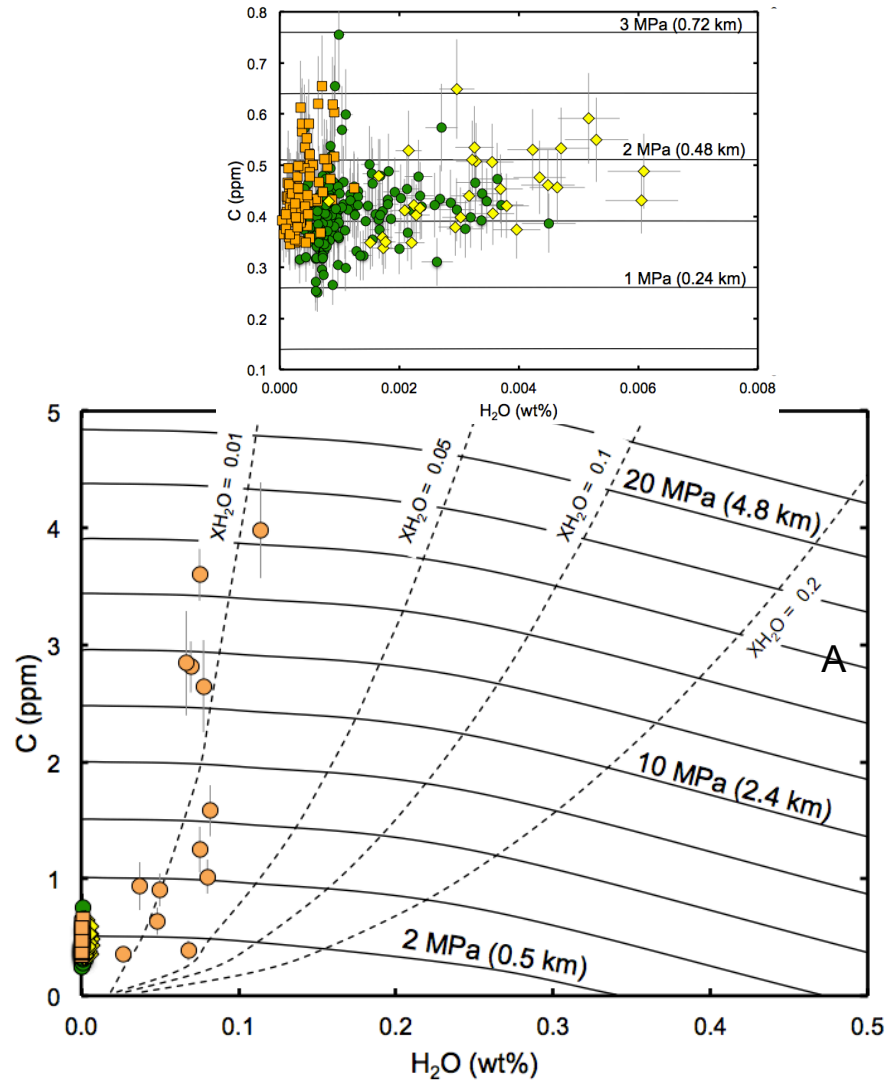 0.8
0.7
0.6
0.5
0.4
0.3
0.2
0.1
C (ppm)
3 MPa (0.72 km)
2 MPa (0.48 km)
1 MPa (0.24 km)
0.000
0.002
0.004
0.006
0.008
H₂O (wt%)
5
4
3
2
1
0
C (ppm)
XH₂O = 0.01
XH₂O = 0.05
XH₂O = 0.1
XH₂O = 0.2
20 MPa (4.8 km)
A
10 MPa (2.4 km)
2 MPa (0.5 km)
0.0
0.1
0.2
0.3
0.4
0.5
H₂O (wt%)